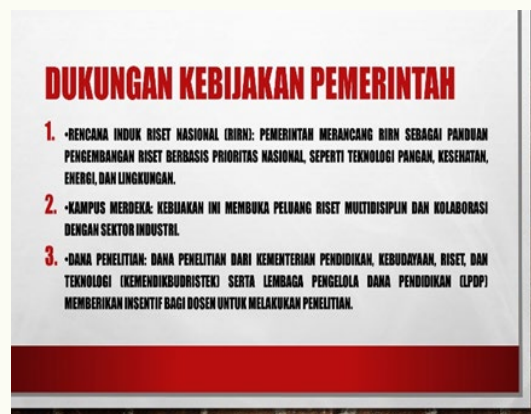 DUKUNGAN KEBIJAKAN PEMERINTAH
1. •RENCANA INDUK RISET NASIONAL (RIRN): PEMERINTAH MERANCANG RIRN SEBAGAI PANDUAN
PENGEMBANGAN RISET BERBASIS PRIORITAS NASIONAL, SEPERTI TEKNOLOGI PANGAN, KESEHATAN,
ENERGI, DAN LINGKUNGAN.
2. •KAMPUS MERDEKA: KEBIJAKAN INI MEMBUKA PELUANG RISET MULTIDISIPLIN DAN KOLABORASI
DENGAN SEKTOR INDUSTRI.
3. •DANA PENELITIAN: DANA PENELITIAN DARI KEMENTERIAN PENDIDIKAN, KEBUDAYAAN, RISET, DAN
TEKNOLOGI (KEMENDIKBUDRISTEK) SERTA LEMBAGA PENGELOLA DANA PENDIDIKAN (LPDP)
MEMBERIKAN INSENTIF BAGI DOSEN UNTUK MELAKUKAN PENELITIAN.